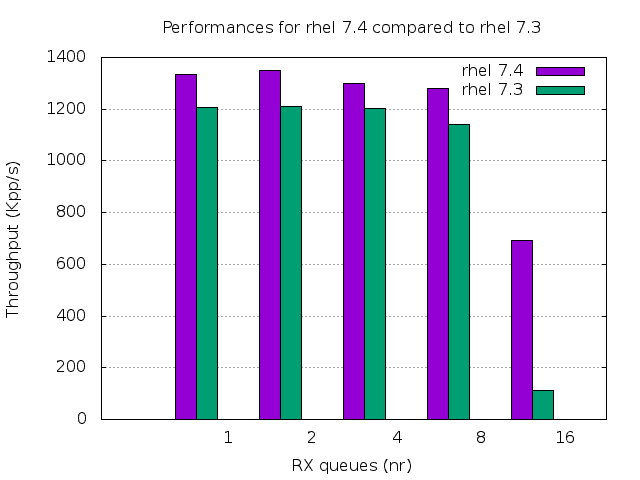 Performances for rhel 7.4 compared to rhel 7.3
rhel 7.4
rhel 7.3
Throughput (Kpp/s)
1400
1200
1000
800
600
400
200
0
1 2 4 8 16
RX queues (nr)